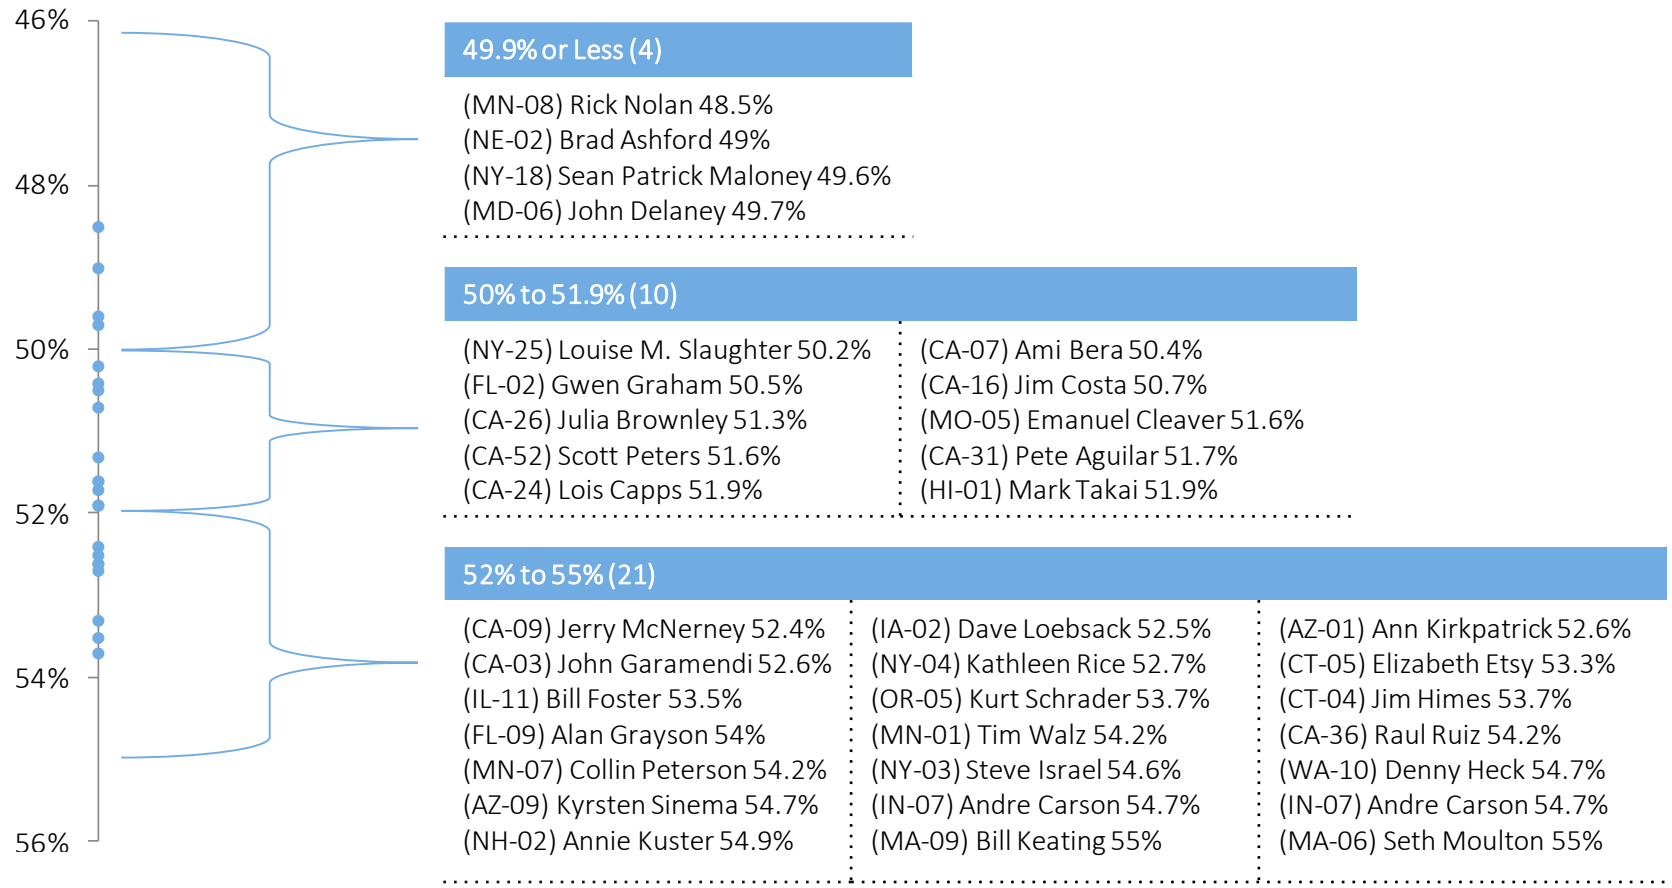 46%
48%
50%
52%
54%
56%
49.9% or Less (4)
(MN-08) Rick Nolan 48.5%
(NE-02) Brad Ashford 49%
(NY-18) Sean Patrick Maloney 49.6%
(MD-06) John Delaney 49.7%
50% to 51.9% (10)
(NY-25) Louise M. Slaughter 50.2%
(FL-02) Gwen Graham 50.5%
(CA-26) Julia Brownley 51.3%
(CA-52) Scott Peters 51.6%
(CA-24) Lois Capps 51.9%
(CA-07) Ami Bera 50.4%
(CA-16) Jim Costa 50.7%
(MO-05) Emanuel Cleaver 51.6%
(CA-31) Pete Aguilar 51.7%
(HI-01) Mark Takai 51.9%
52% to 55% (21)
(CA-09) Jerry McNerney 52.4%
(CA-03) John Garamendi 52.6%
(IL-11) Bill Foster 53.5%
(FL-09) Alan Grayson 54%
(MN-07) Collin Peterson 54.2%
(AZ-09) Kyrsten Sinema 54.7%
(NH-02) Annie Kuster 54.9%
(IA-02) Dave Loebsack 52.5%
(NY-04) Kathleen Rice 52.7%
(OR-05) Kurt Schrader 53.7%
(MN-01) Tim Walz 54.2%
(NY-03) Steve Israel 54.6%
(IN-07) Andre Carson 54.7%
(MA-09) Bill Keating 55%
(AZ-01) Ann Kirkpatrick 52.6%
(CT-05) Elizabeth Etsy 53.3%
(CT-04) Jim Himes 53.7%
(CA-36) Raul Ruiz 54.2%
(WA-10) Denny Heck 54.7%
(IN-07) Andre Carson 54.7%
(MA-06) Seth Moulton 55%